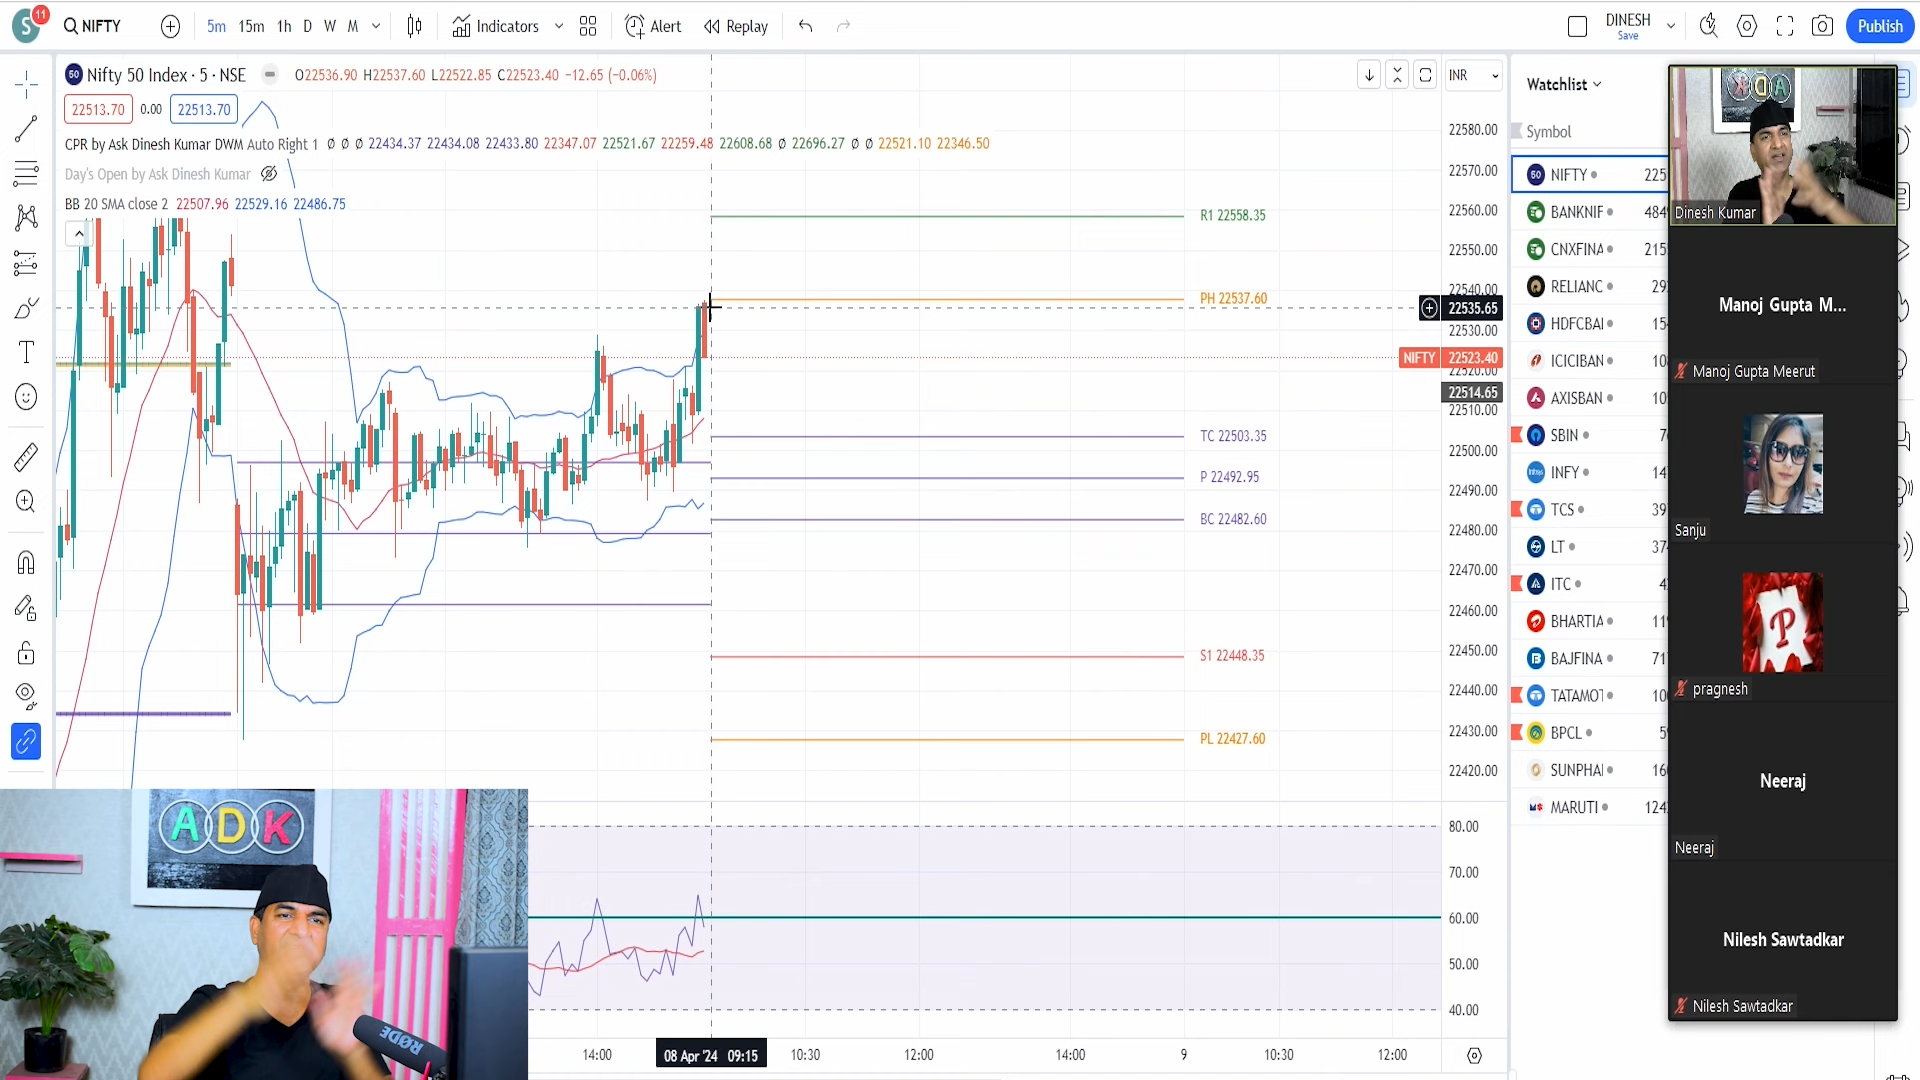 S
11
NIFTY
5m 15m 1h D W M
Indicators
Alert
Replay
DINESH
Save
Publish
50 Nifty 50 Index · 5 · NSE O22536.90 H22537.60 L22522.85 C22523.40 −12.65 (−0.06%)
INR
22513.70 0.00 22513.70
CPR by Ask Dinesh Kumar DWM Auto Right 1 Ø Ø Ø 22434.37 22434.08 22433.80 22347.07 22521.67 22259.48 22608.68 Ø 22696.27 Ø Ø 22521.10 22346.50
Day's Open by Ask Dinesh Kumar
BB 20 SMA close 2 22507.96 22529.16 22486.75
R1 22558.35
PH 22537.60
TC 22503.35
P 22492.95
BC 22482.60
S1 22448.35
PL 22427.60
22580.00
22570.00
22560.00
22550.00
22540.00
22535.65
22530.00
NIFTY 22523.40
22520.00
22514.65
22510.00
22500.00
22490.00
22480.00
22470.00
22460.00
22450.00
22440.00
22430.00
22420.00
80.00
70.00
60.00
50.00
40.00
14:00
08 Apr '24 09:15
10:30
12:00
14:00
9
10:30
12:00
Watchlist
Symbol
50 NIFTY 225
BANKNIF
CNXFINA
RELIANC
HDFCBAI
ICICIBAN
AXISBAN
SBIN
INFY
TCS
LT
ITC
BHARTIA
BAJFINA
TATAMOT
BPCL
SUNPHAI
MARUTI
ADK
Dinesh Kumar
Manoj Gupta M...
Manoj Gupta Meerut
Sanju
P
pragnesh
Neeraj
Neeraj
Nilesh Sawtadkar
Nilesh Sawtadkar
ADK
RØDE